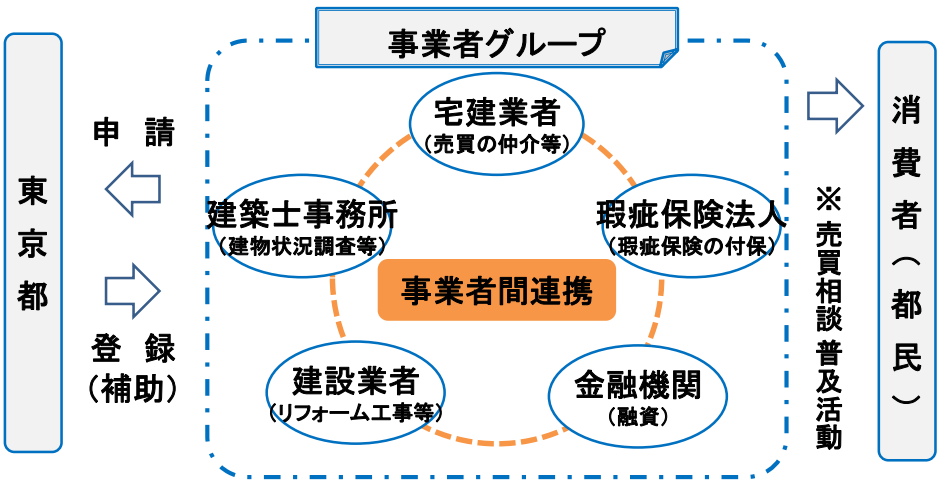 東京都
申請
登録
(補助)
事業者グループ
宅建業者
(売買の仲介等)
建築士事務所
(建物状況調査等)
瑕疵保険法人
(瑕疵保険の付保)
事業者間連携
建設業者
(リフォーム工事等)
金融機関
(融資)
※売買相談 普及活動
消費者(都民)